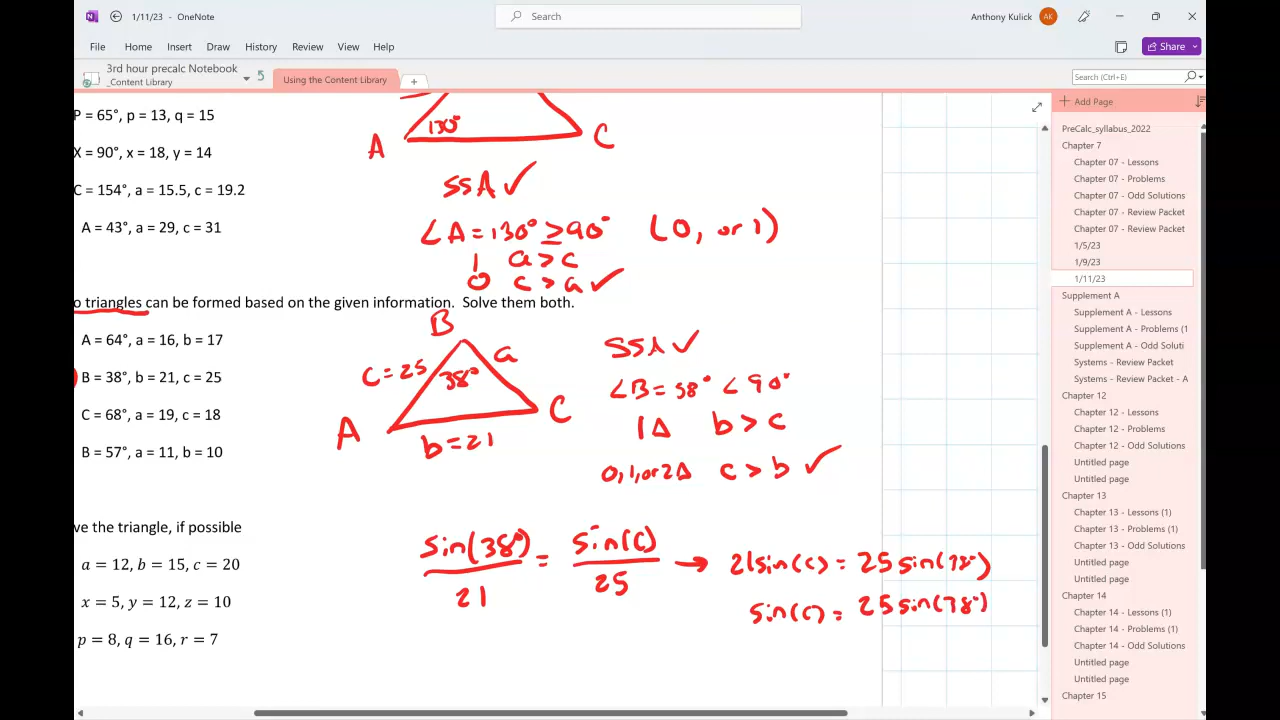 1/11/23 - OneNote
Search
Anthony Kulick
AK
File Home Insert Draw History Review View Help
Share
3rd hour precalc Notebook
_Content Library
Using the Content Library
Search (Ctrl+E)
P = 65°, p = 13, q = 15
X = 90°, x = 18, y = 14
C = 154°, a = 15.5, c = 19.2
A = 43°, a = 29, c = 31
130°
A
C
SSA ✓
∠A = 130° ≥ 90° (0, or 1)
1 a > c
0 c > a ✓
o triangles can be formed based on the given information. Solve them both.
A = 64°, a = 16, b = 17
B = 38°, b = 21, c = 25
C = 68°, a = 19, c = 18
B = 57°, a = 11, b = 10
B
c = 25
a
38°
A
C
b = 21
SSA ✓
∠B = 38° < 90°
1Δ b > c
0, 1, or 2Δ c > b ✓
ve the triangle, if possible
a = 12, b = 15, c = 20
x = 5, y = 12, z = 10
p = 8, q = 16, r = 7
sin(38°)/21 = sin(C)/25 → 21sin(C) = 25sin(38°)
sin(C) = 25sin(38°)
Add Page
PreCalc_syllabus_2022
Chapter 7
Chapter 07 - Lessons
Chapter 07 - Problems
Chapter 07 - Odd Solutions
Chapter 07 - Review Packet
Chapter 07 - Review Packet
1/5/23
1/9/23
1/11/23
Supplement A
Supplement A - Lessons
Supplement A - Problems (1
Supplement A - Odd Soluti
Systems - Review Packet
Systems - Review Packet - A
Chapter 12
Chapter 12 - Lessons
Chapter 12 - Problems
Chapter 12 - Odd Solutions
Untitled page
Untitled page
Chapter 13
Chapter 13 - Lessons (1)
Chapter 13 - Problems (1)
Chapter 13 - Odd Solutions
Untitled page
Untitled page
Chapter 14
Chapter 14 - Lessons (1)
Chapter 14 - Problems (1)
Chapter 14 - Odd Solutions
Untitled page
Untitled page
Chapter 15